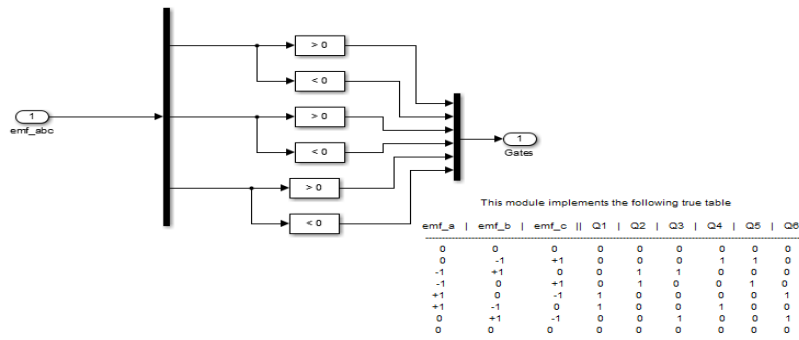 > 0
< 0
1
emf_abc
> 0
< 0
> 0
< 0
1
Gates
This module implements the following true table
emf_a | emf_b | emf_c || Q1 | Q2 | Q3 | Q4 | Q5 | Q6
0 0 0 0 0 0 0 0 0
0 -1 +1 0 0 0 1 1 0
-1 +1 0 0 1 1 0 0 0
-1 0 +1 0 1 0 0 1 0
+1 0 -1 1 0 0 0 0 1
+1 -1 0 1 0 0 1 0 0
0 +1 -1 0 0 1 0 0 1
0 0 0 0 0 0 0 0 0